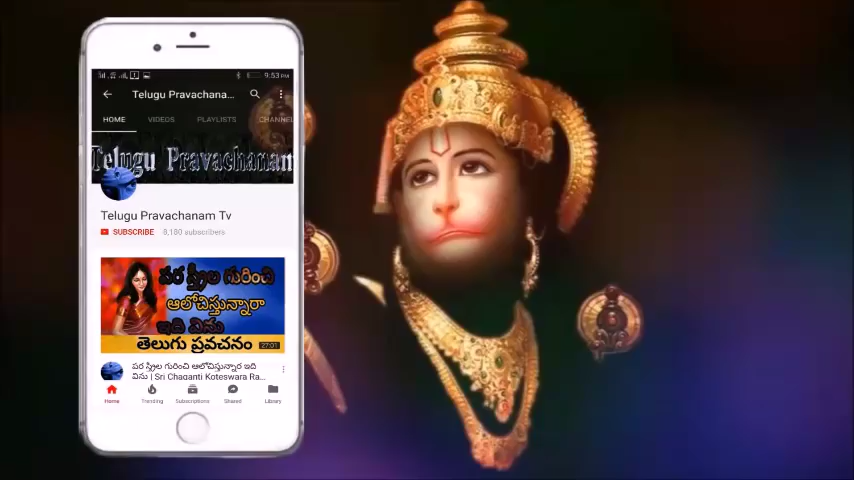 9:53 PM
Telugu Pravachana...
HOME VIDEOS PLAYLISTS CHANNEL
Telugu Pravachanam
Telugu Pravachanam Tv
SUBSCRIBE 8,180 subscribers
పర స్త్రీల గురించి
ఆలోచిస్తున్నారా
ఇది విను
తెలుగు ప్రవచనం 27:01
పర స్త్రీల గురించి ఆలోచిస్తున్నార ఇది
విను | Sri Chaganti Koteswara Ra...
Home Trending Subscriptions Shared Library